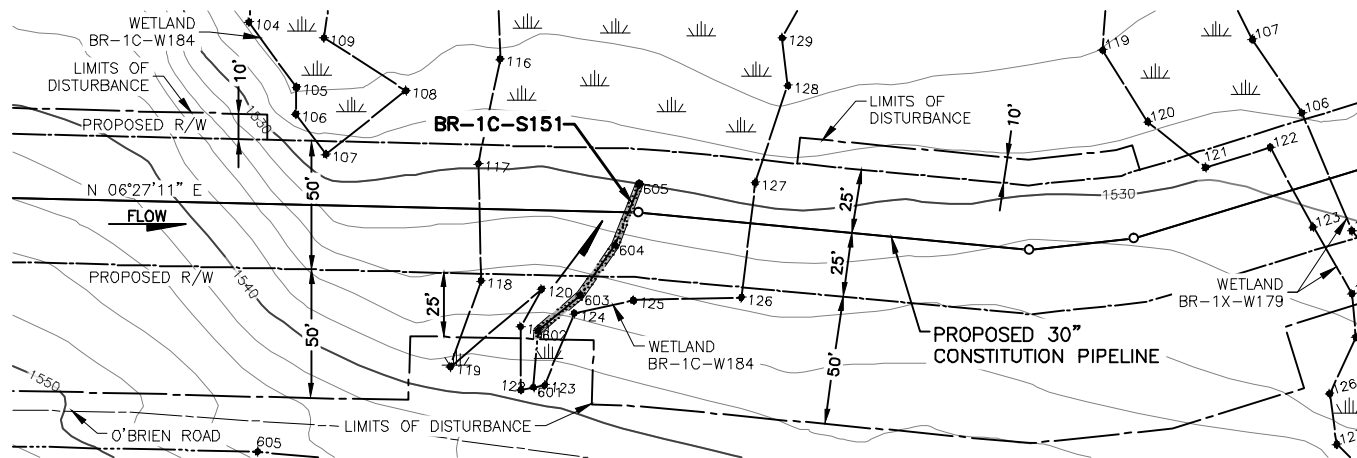 WETLAND
BR-1C-W184
LIMITS OF
DISTURBANCE
10'
PROPOSED R/W
1630
104
105
106
107
108
109
116
117
BR-1C-S151
605
129
128
127
LIMITS OF
DISTURBANCE
10'
119
120
121
122
107
106
1530
N 06°27'11" E
FLOW
50'
PROPOSED R/W
1540
25'
50'
118
120
604
603
124
125
126
602
119
123
601
WETLAND
BR-1C-W184
25'
25'
50'
PROPOSED 30"
CONSTITUTION PIPELINE
123
WETLAND
BR-1X-W179
126
1550
O'BRIEN ROAD
605
LIMITS OF DISTURBANCE